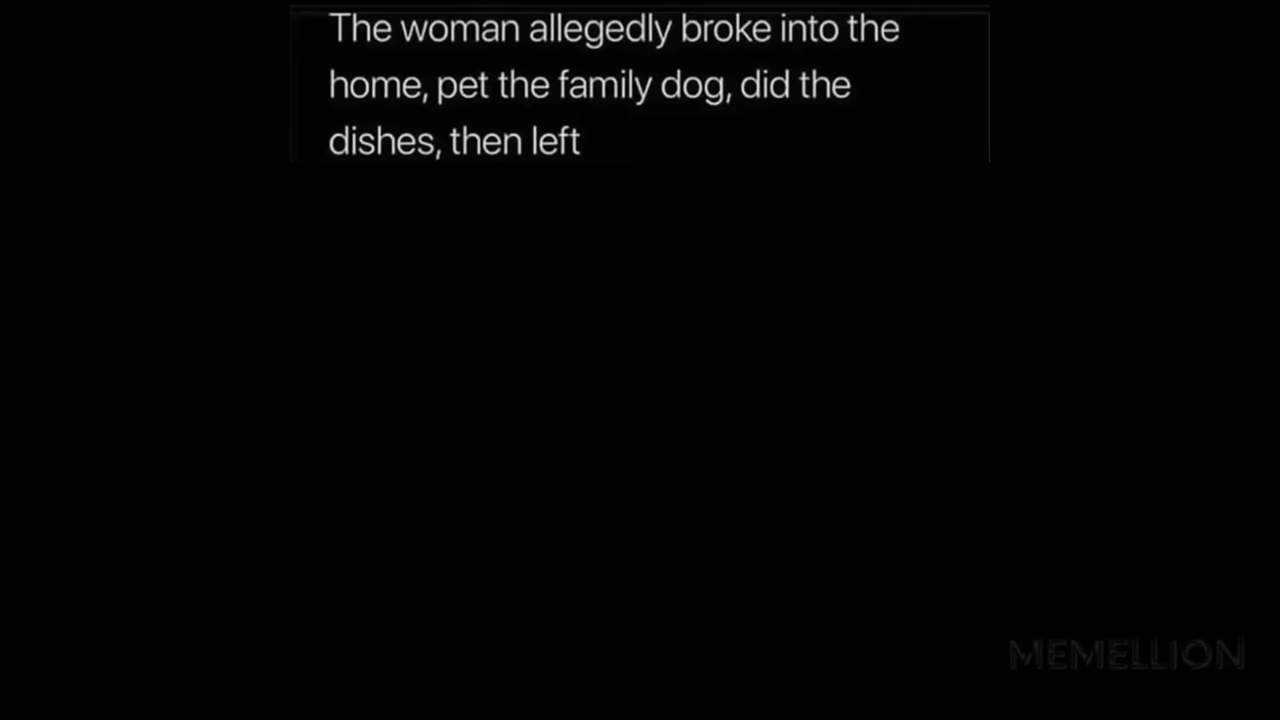 The woman allegedly broke into the
home, pet the family dog, did the
dishes, then left
MEMELLION